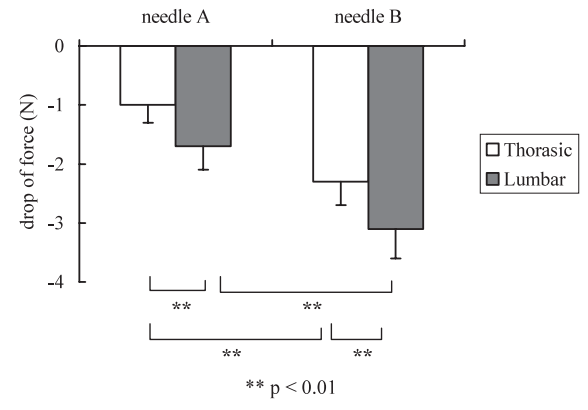 needle A needle B
0
-1
-2
-3
-4
drop of force (N)
Thorasic
Lumbar
** **
** **
** p < 0.01